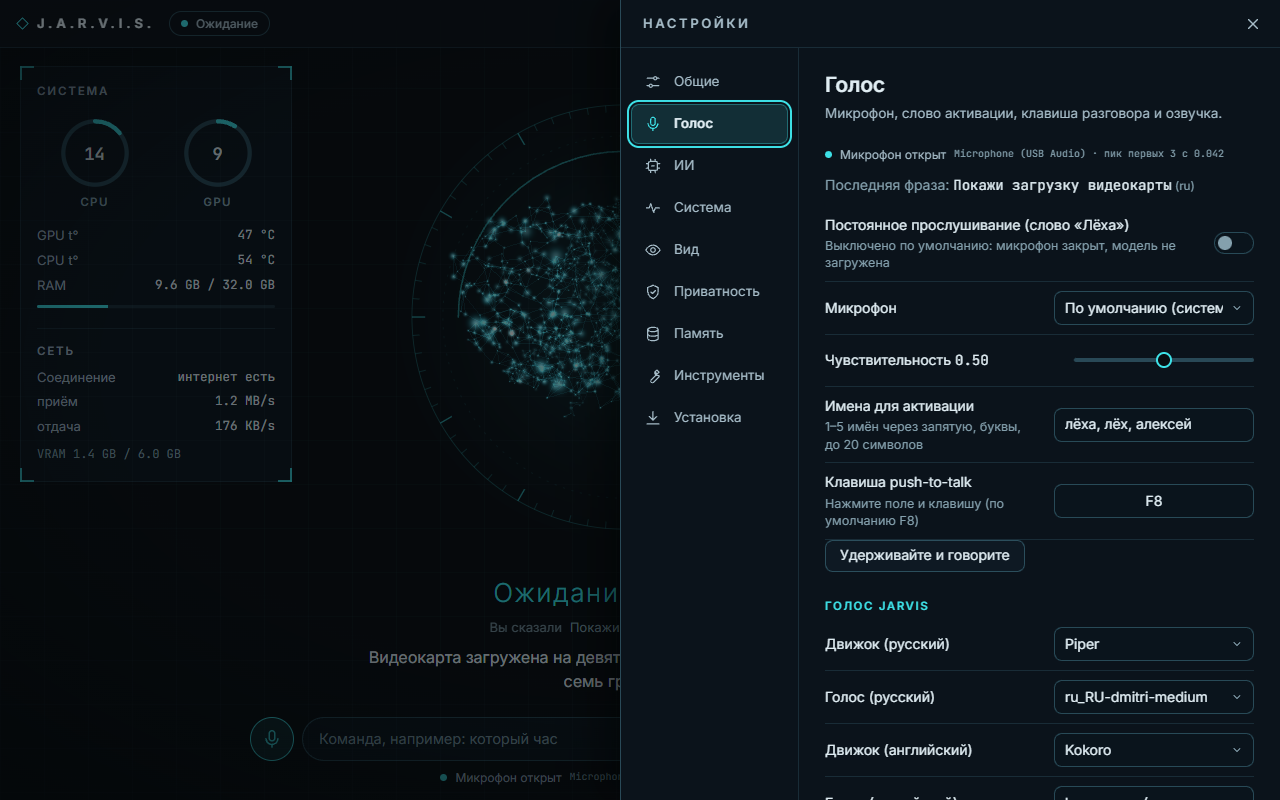 J.A.R.V.I.S.
Ожидание
СИСТЕМА
14
9
CPU
GPU
GPU t°
47 °C
CPU t°
54 °C
RAM
9.6 GB / 32.0 GB
СЕТЬ
Соединение
интернет есть
приём
1.2 MB/s
отдача
176 KB/s
VRAM 1.4 GB / 6.0 GB
Ожидани
Вы сказали Покажи
Видеокарта загружена на девят
семь гр
Команда, например: который час
Микрофон открыт
НАСТРОЙКИ
Общие
Голос
ИИ
Система
Вид
Приватность
Память
Инструменты
Установка
Голос
Микрофон, слово активации, клавиша разговора и озвучка.
Микрофон открыт Microphone (USB Audio) · пик первых 3 с 0.042
Последняя фраза: Покажи загрузку видеокарты (ru)
Постоянное прослушивание (слово «Лёха»)
Выключено по умолчанию: микрофон закрыт, модель не
загружена
Микрофон
По умолчанию (систем
Чувствительность 0.50
Имена для активации
1–5 имён через запятую, буквы,
до 20 символов
лёха, лёх, алексей
Клавиша push-to-talk
Нажмите поле и клавишу (по
умолчанию F8)
F8
Удерживайте и говорите
ГОЛОС JARVIS
Движок (русский)
Piper
Голос (русский)
ru_RU-dmitri-medium
Движок (английский)
Kokoro